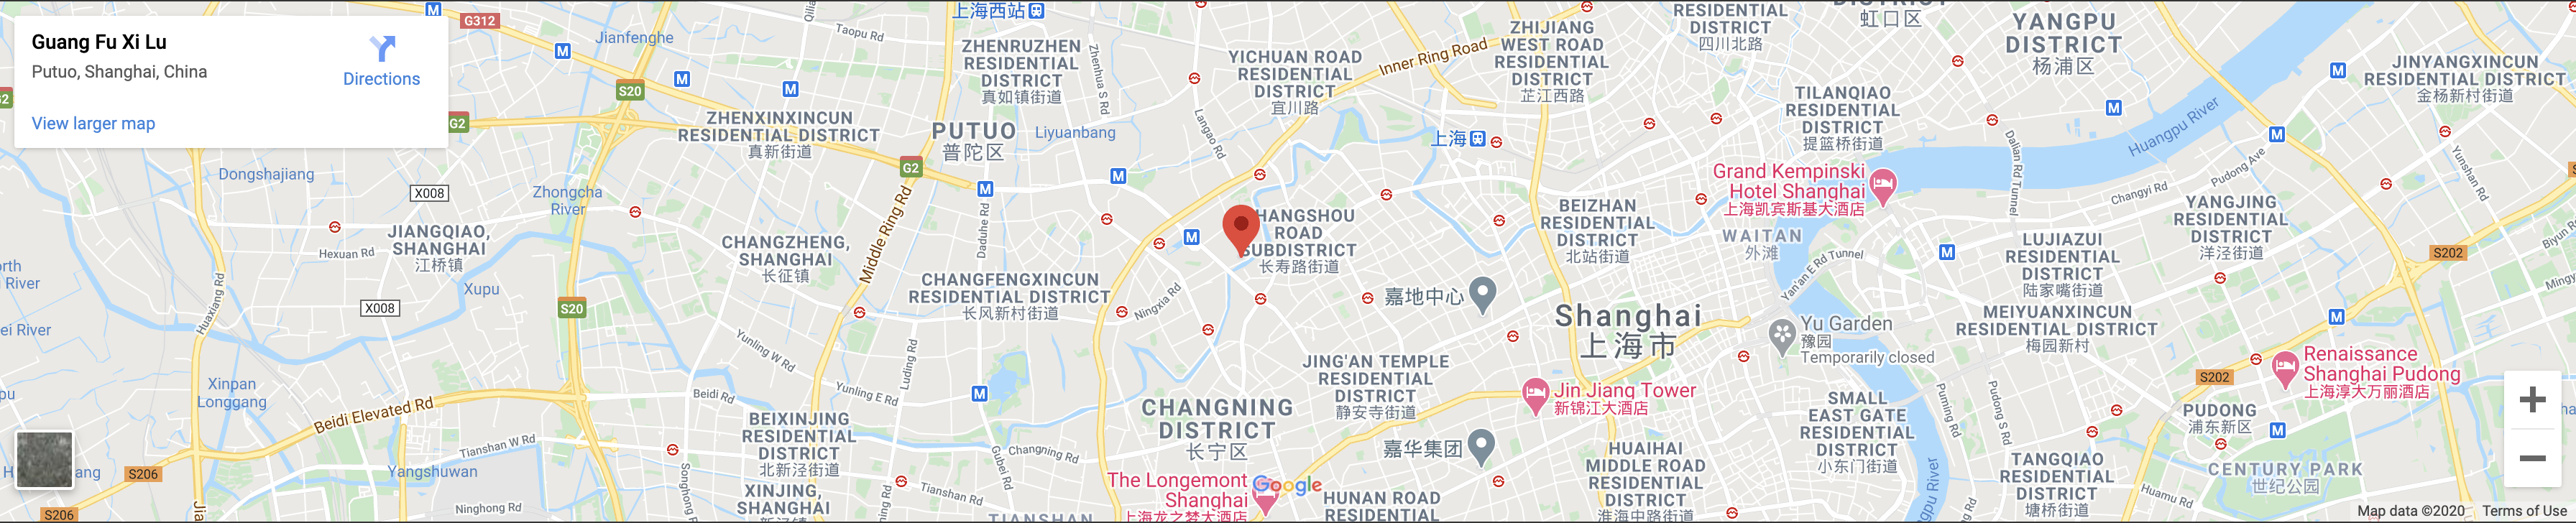 Guang Fu Xi Lu
Putuo, Shanghai, China
Directions
View larger map
G312
上海西站
Jianfenghe
Taopu Rd
ZHENRUZHEN
RESIDENTIAL
DISTRICT
真如镇街道
Zhenhua S Rd
YICHUAN ROAD
RESIDENTIAL
DISTRICT
宜川路
Inner Ring Road
ZHIJIANG
WEST ROAD
RESIDENTIAL
DISTRICT
芷江西路
RESIDENTIAL
DISTRICT
四川北路
虹口区
YANGPU
DISTRICT
杨浦区
JINYANGXINCUN
RESIDENTIAL DISTRICT
金杨新村街道
S20
G2
ZHENXINXINCUN
RESIDENTIAL DISTRICT
真新街道
PUTUO
普陀区
Liyuanbang
Langao Rd
上海
TILANQIAO
RESIDENTIAL
DISTRICT
提篮桥街道
Huangpu River
Dalian Rd Tunnel
Pudong Ave
Yunshan Rd
G2
Dongshajiang
X008
Zhongcha
River
Middle Ring Rd
Daduhe Rd
Grand Kempinski
Hotel Shanghai
上海凯宾斯基大酒店
Changyi Rd
JIANGQIAO,
SHANGHAI
江桥镇
Hexuan Rd
CHANGZHENG,
SHANGHAI
长征镇
HANGSHOU
ROAD
SUBDISTRICT
长寿路街道
BEIZHAN
RESIDENTIAL
DISTRICT
北站街道
WAITAN
外滩
Yan'an E Rd Tunnel
LUJIAZUI
RESIDENTIAL
DISTRICT
陆家嘴街道
YANGJING
RESIDENTIAL
DISTRICT
洋泾街道
S202
Huaxiang Rd
X008
Xupu
S20
CHANGFENGXINCUN
RESIDENTIAL DISTRICT
长风新村街道
Ningxia Rd
嘉地中心
Shanghai
上海市
Yu Garden
豫园
Temporarily closed
MEIYUANXINCUN
RESIDENTIAL DISTRICT
梅园新村
Yunling W Rd
Luding Rd
JING'AN TEMPLE
RESIDENTIAL
DISTRICT
静安寺街道
Jin Jiang Tower
新锦江大酒店
Renaissance
Shanghai Pudong
上海淳大万丽酒店
S202
Xinpan
Longgang
Beidi Elevated Rd
Beidi Rd
Yunling E Rd
CHANGNING
DISTRICT
长宁区
SMALL
EAST GATE
RESIDENTIAL
DISTRICT
小东门街道
Puming Rd
Pudong S Rd
PUDONG
浦东新区
BEIXINJING
RESIDENTIAL
DISTRICT
北新泾街道
Tianshan W Rd
Yangshuwan
Changning Rd
Gubei Rd
嘉华集团
HUAIHAI
MIDDLE ROAD
RESIDENTIAL
DISTRICT
淮海中路街道
TANGQIAO
RESIDENTIAL
DISTRICT
塘桥街道
CENTURY PARK
世纪公园
S206
Songhong Rd
XINJING,
SHANGHAI
Tianshan Rd
The Longemont
Shanghai
上海龙之梦大酒店
Google
HUNAN ROAD
RESIDENTIAL
Huamu Rd
S206
Ninghong Rd
TIANSHAN
Map data ©2020
Terms of Use